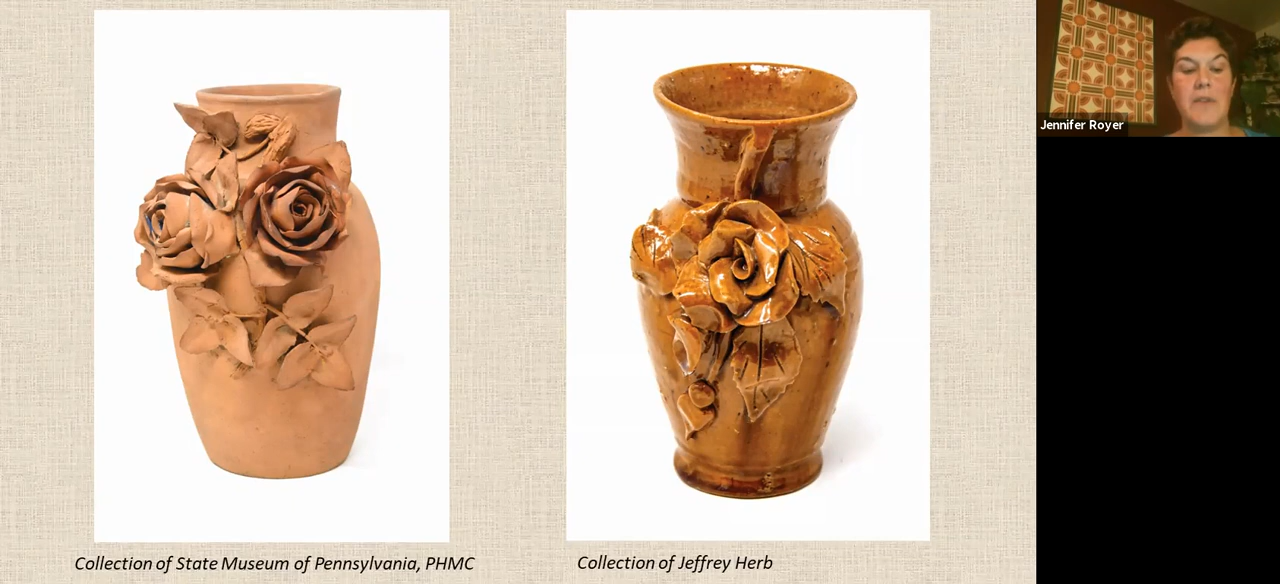 Jennifer Royer
Collection of State Museum of Pennsylvania, PHMC
Collection of Jeffrey Herb